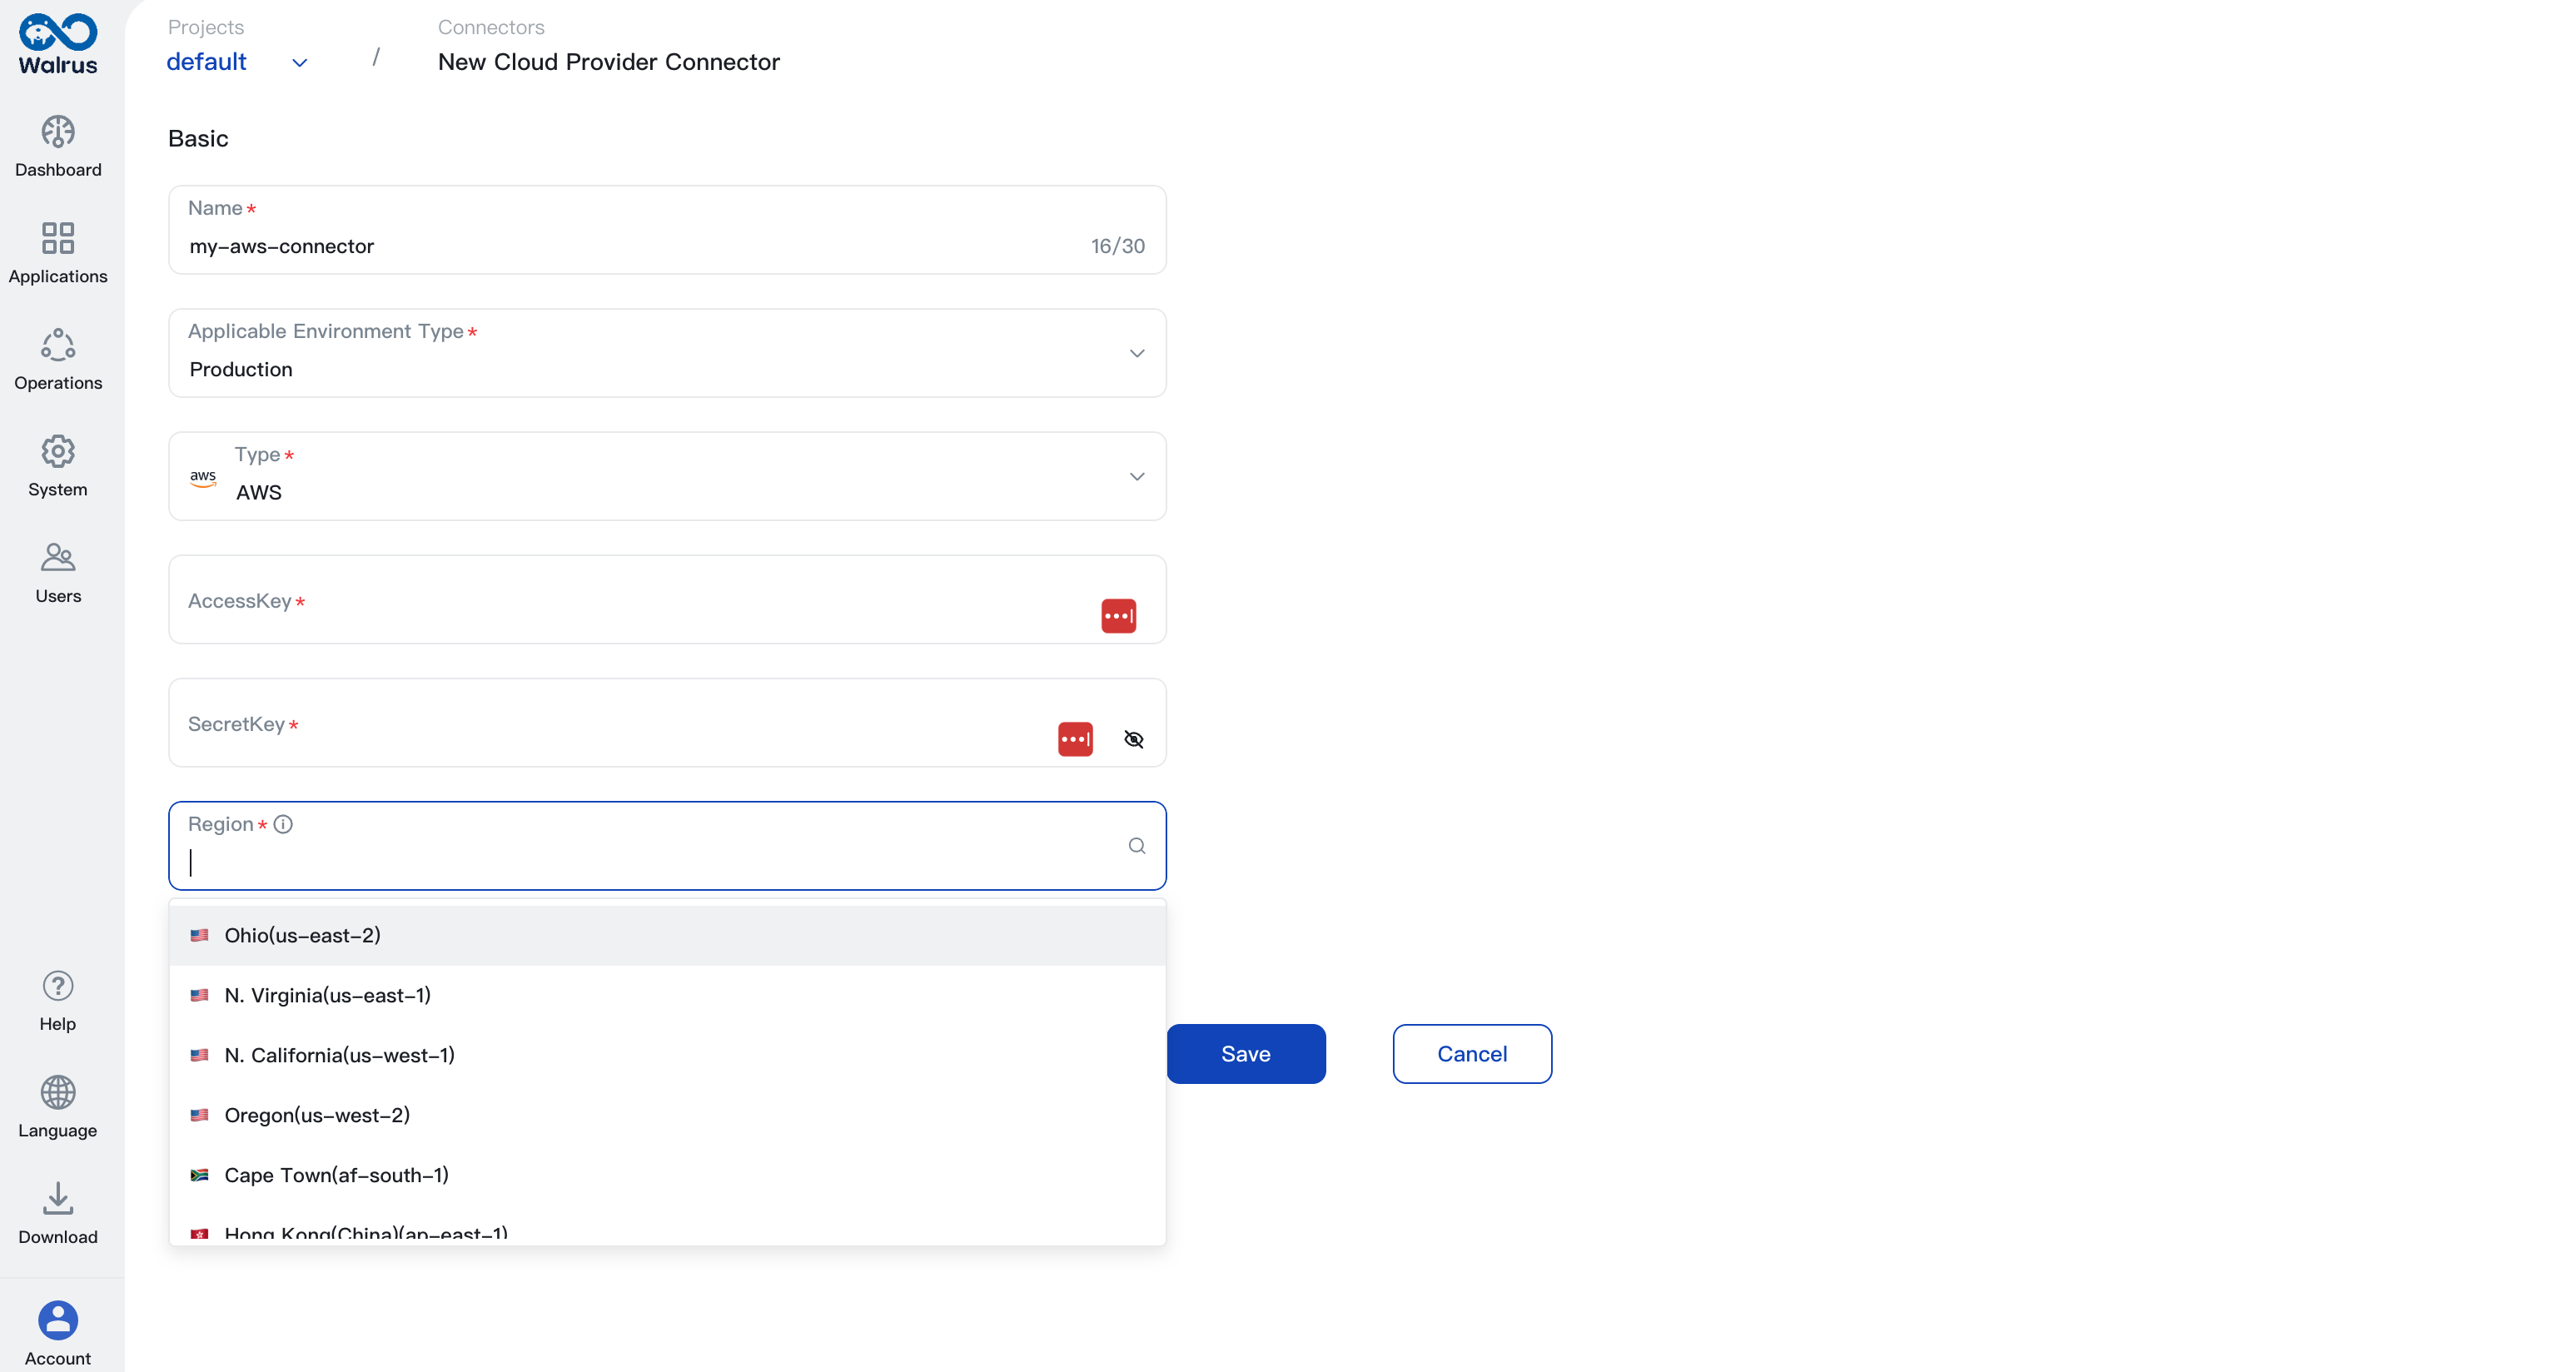 Walrus
Dashboard
Applications
Operations
System
Users
Help
Language
Download
Account
Projects
default
/
Connectors
New Cloud Provider Connector
Basic
Name*
my-aws-connector
16/30
Applicable Environment Type*
Production
Type*
aws
AWS
AccessKey*
SecretKey*
Region*
Ohio(us-east-2)
N. Virginia(us-east-1)
N. California(us-west-1)
Oregon(us-west-2)
Cape Town(af-south-1)
Hong Kong(China)(ap-east-1)
Save
Cancel